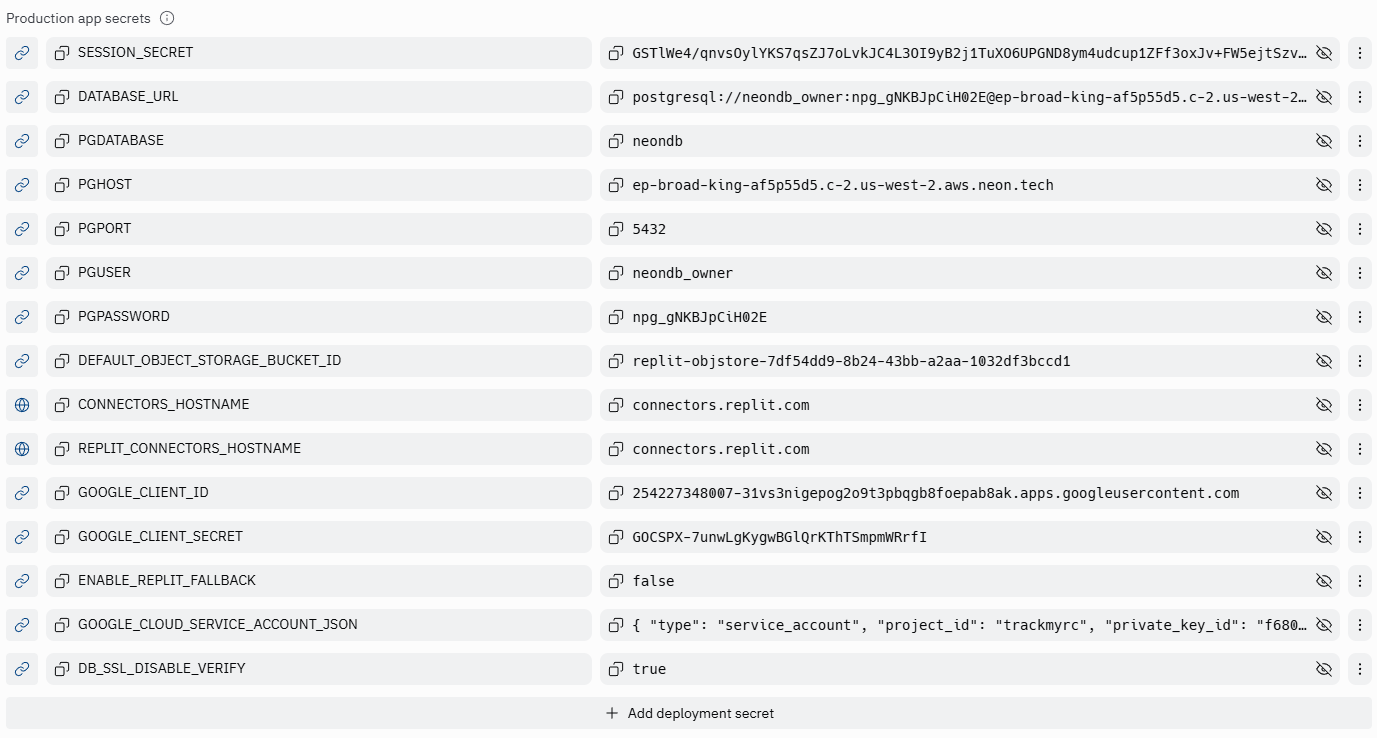 Production app secrets
SESSION_SECRET GSTlWe4/qnvsOylYKS7qsZJ7oLvkJC4L3OI9yB2j1TuXO6UPGND8ym4udcup1ZFf3oxJv+FW5ejtSzv…
DATABASE_URL postgresql://neondb_owner:npg_gNKBJpCiH02E@ep-broad-king-af5p55d5.c-2.us-west-2…
PGDATABASE neondb
PGHOST ep-broad-king-af5p55d5.c-2.us-west-2.aws.neon.tech
PGPORT 5432
PGUSER neondb_owner
PGPASSWORD npg_gNKBJpCiH02E
DEFAULT_OBJECT_STORAGE_BUCKET_ID replit-objstore-7df54dd9-8b24-43bb-a2aa-1032df3bccd1
CONNECTORS_HOSTNAME connectors.replit.com
REPLIT_CONNECTORS_HOSTNAME connectors.replit.com
GOOGLE_CLIENT_ID 254227348007-31vs3nigepog2o9t3pbqgb8foepab8ak.apps.googleusercontent.com
GOOGLE_CLIENT_SECRET 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
ENABLE_REPLIT_FALLBACK false
GOOGLE_CLOUD_SERVICE_ACCOUNT_JSON { "type": "service_account", "project_id": "trackmyrc", "private_key_id": "f680…
DB_SSL_DISABLE_VERIFY true
Add deployment secret